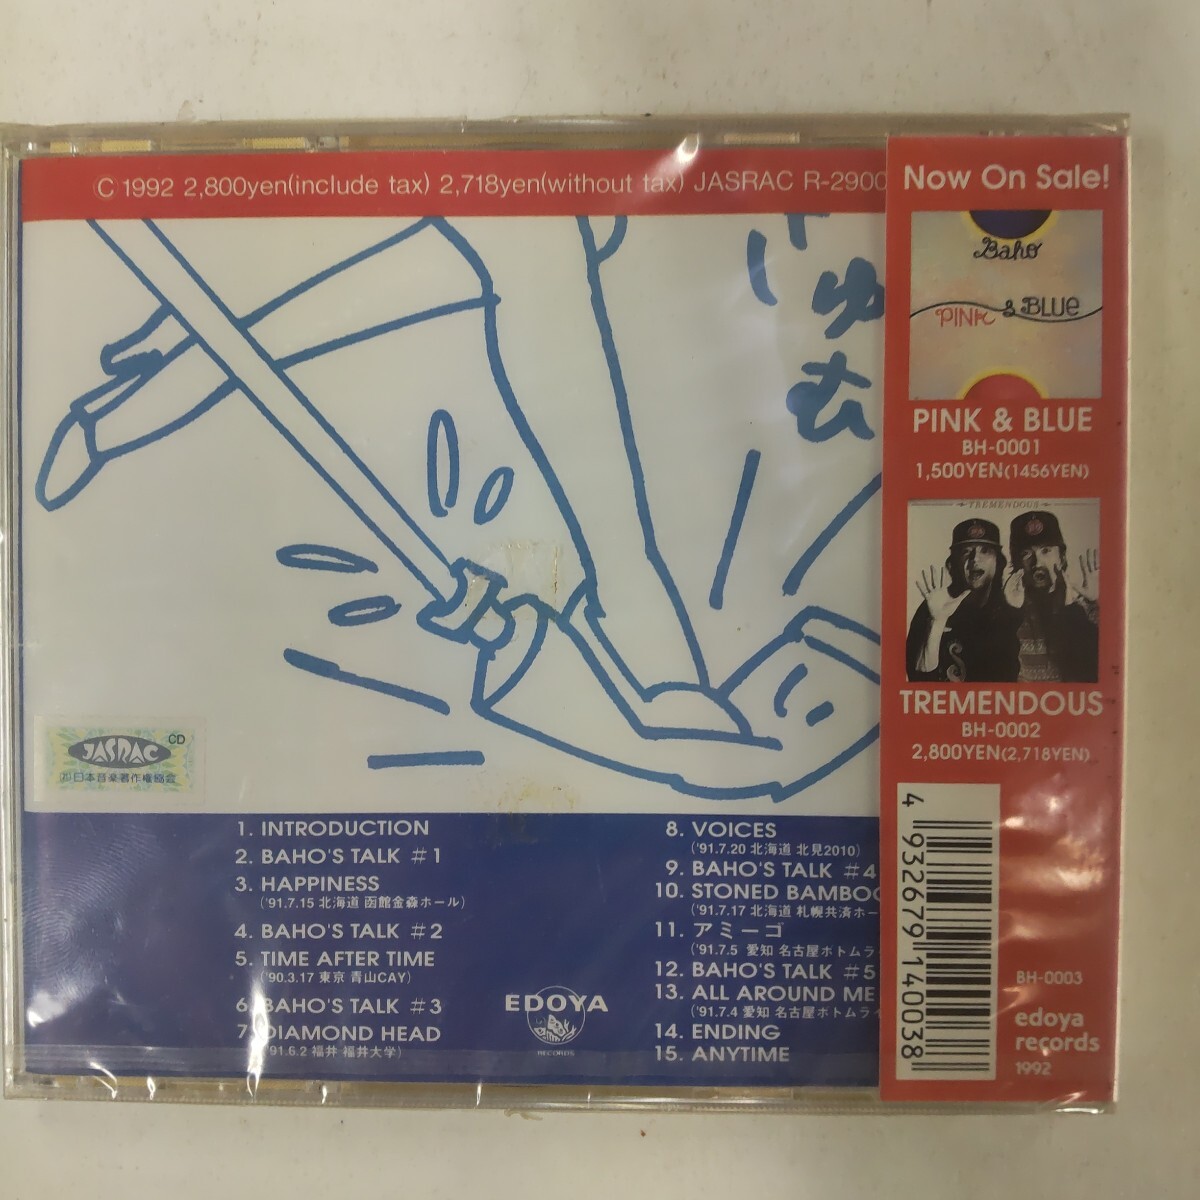 Ⓒ1992 2,800yen(include tax) 2,718yen(without tax) JASRAC R-2900
ゆ
む
JASRAC CD
日本音楽著作権協会
1. INTRODUCTION
2. BAHO'S TALK #1
3. HAPPINESS
('91.7.15 北海道 函館金森ホール)
4. BAHO'S TALK #2
5. TIME AFTER TIME
('90.3.17 東京 青山CAY)
6. BAHO'S TALK #3
7. DIAMOND HEAD
('91.6.2 福井 福井大学)
EDOYA
RECORDS
8. VOICES
('91.7.20 北海道 北見2010)
9. BAHO'S TALK #4
10. STONED BAMBOO
('91.7.17 北海道 札幌共済ホー
11. アミーゴ
('91.7.5 愛知 名古屋ボトムライ
12. BAHO'S TALK #5
13. ALL AROUND ME
('91.7.4 愛知 名古屋ボトムライ
14. ENDING
15. ANYTIME
Now On Sale!
Baho
PINK & BLUE
PINK & BLUE
BH-0001
1,500YEN(1456YEN)
TREMENDOUS
TREMENDOUS
BH-0002
2,800YEN(2,718YEN)
4 932679 140038
BH-0003
edoya
records
1992